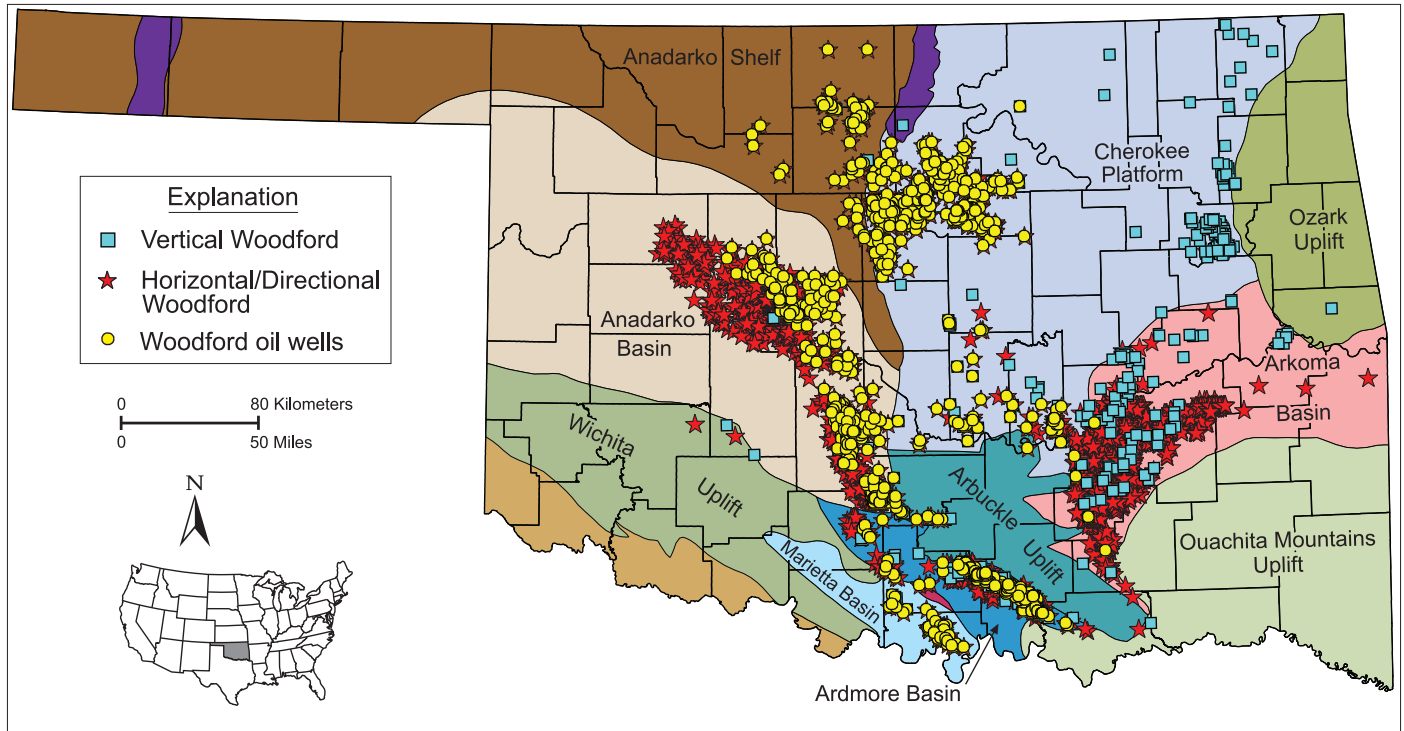 Anadarko Shelf
Cherokee
Platform
Ozark
Uplift
Explanation
Vertical Woodford
Horizontal/Directional
Woodford
Woodford oil wells
Anadarko
Basin
Arkoma
Basin
0 80 Kilometers
0 50 Miles
Wichita
Uplift
Arbuckle
Uplift
N
Marietta Basin
Ouachita Mountains
Uplift
Ardmore Basin